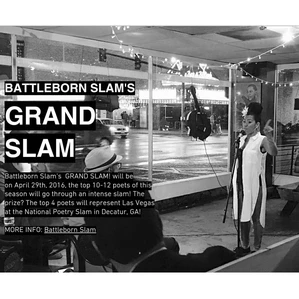 BATTLEBORN SLAM'S
GRAND
SLAM
Battleborn Slam's GRAND SLAM! will be
on April 29th, 2016, the top 10-12 poets of this
season will go through an intense slam! The
prize? The top 4 poets will represent Las Vegas
at the National Poetry Slam in Decatur, GA!
MORE INFO: Battleborn Slam